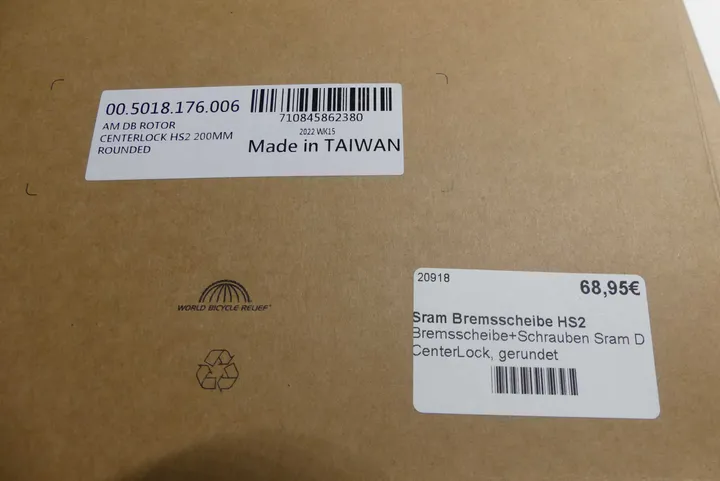 00.5018.176.006
AM DB ROTOR
CENTERLOCK HS2 200MM
ROUNDED
710845862380
2022 WK15
Made in TAIWAN
WORLD BICYCLE RELIEF
20918
68,95€
Sram Bremsscheibe HS2
Bremsscheibe+Schrauben Sram D
CenterLock, gerundet